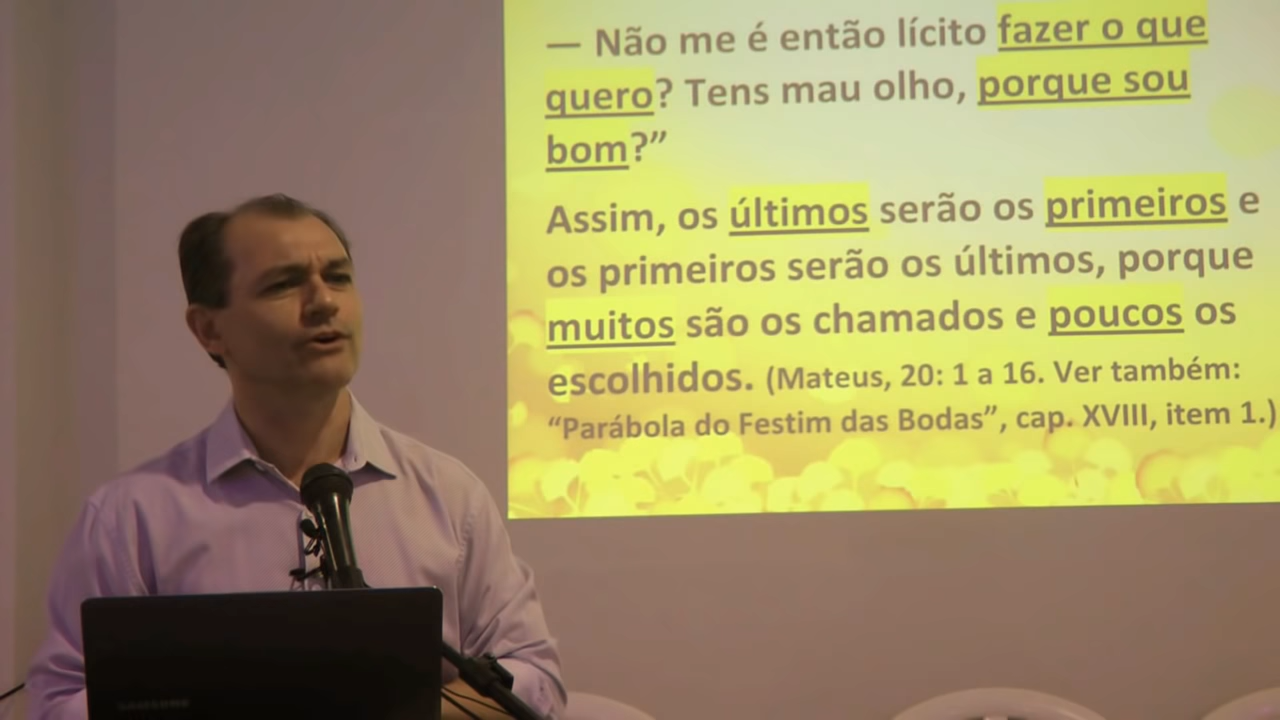 — Não me é então lícito fazer o que
quero? Tens mau olho, porque sou
bom?”
Assim, os últimos serão os primeiros e
os primeiros serão os últimos, porque
muitos são os chamados e poucos os
escolhidos. (Mateus, 20: 1 a 16. Ver também:
“Parábola do Festim das Bodas”, cap. XVIII, item 1.)
SAMSUNG